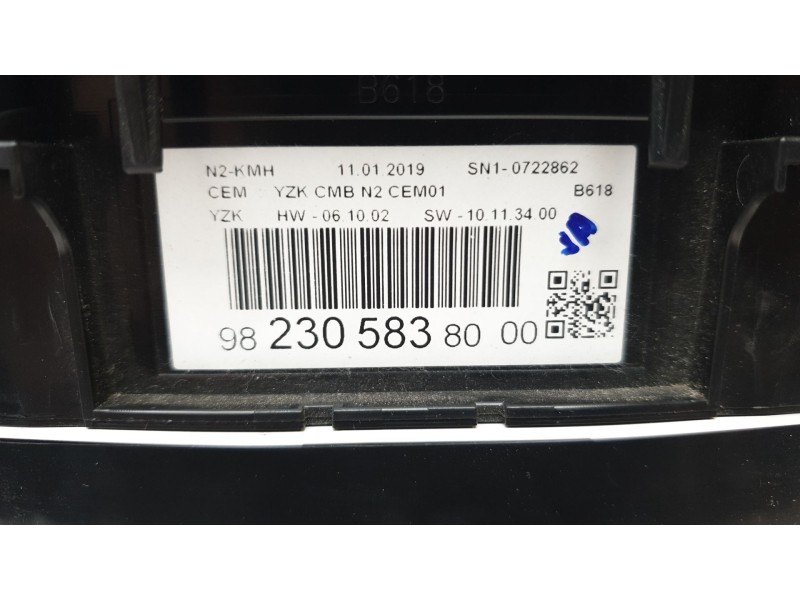 B618
N2-KMH 11.01.2019 SN1-0722862
CEM YZK CMB N2 CEM01 B618
YZK HW - 06.10.02 SW - 10.11.34.00
98 230 583 80 00